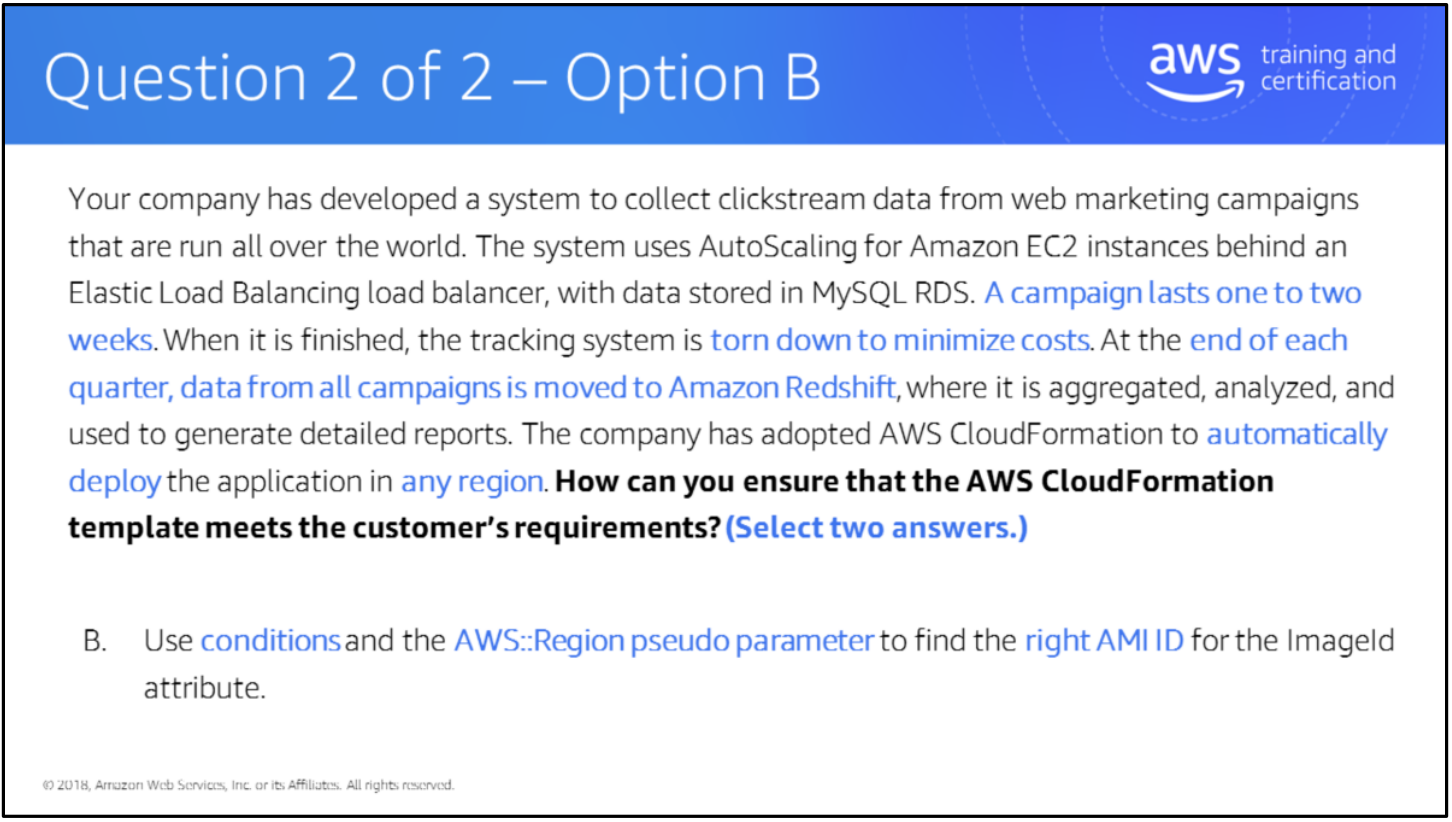 Question 2 of 2 – Option B
aws training and
certification
Your company has developed a system to collect clickstream data from web marketing campaigns
that are run all over the world. The system uses AutoScaling for Amazon EC2 instances behind an
Elastic Load Balancing load balancer, with data stored in MySQL RDS. A campaign lasts one to two
weeks. When it is finished, the tracking system is torn down to minimize costs. At the end of each
quarter, data from all campaigns is moved to Amazon Redshift, where it is aggregated, analyzed, and
used to generate detailed reports. The company has adopted AWS CloudFormation to automatically
deploy the application in any region. How can you ensure that the AWS CloudFormation
template meets the customer's requirements? (Select two answers.)
B. Use conditions and the AWS::Region pseudo parameter to find the right AMI ID for the ImageId
attribute.
© 2018, Amazon Web Services, Inc. or its Affiliates. All rights reserved.